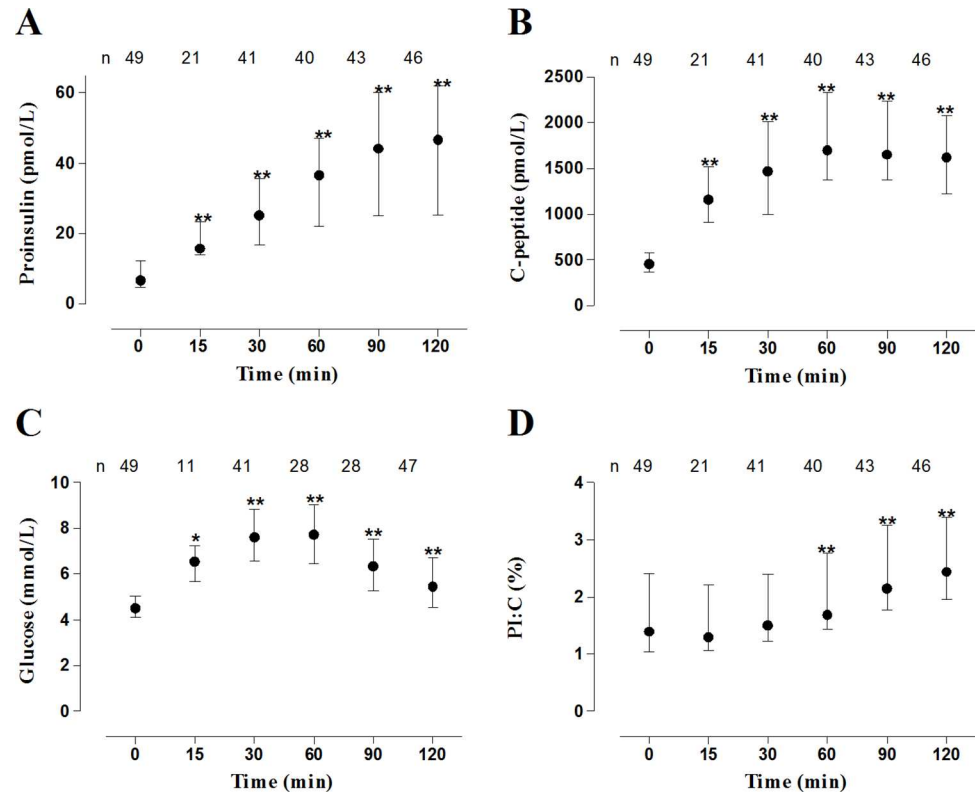 A
n 49 21 41 40 43 46
60
40
20
0
Proinsulin (pmol/L)
** ** ** ** **
0 15 30 60 90 120
Time (min)
B
n 49 21 41 40 43 46
2500
2000
1500
1000
500
0
C-peptide (pmol/L)
** ** ** ** **
0 15 30 60 90 120
Time (min)
C
n 49 11 41 28 28 47
10
8
6
4
2
0
Glucose (mmol/L)
* ** ** ** **
0 15 30 60 90 120
Time (min)
D
n 49 21 41 40 43 46
4
3
2
1
0
PI:C (%)
** ** **
0 15 30 60 90 120
Time (min)